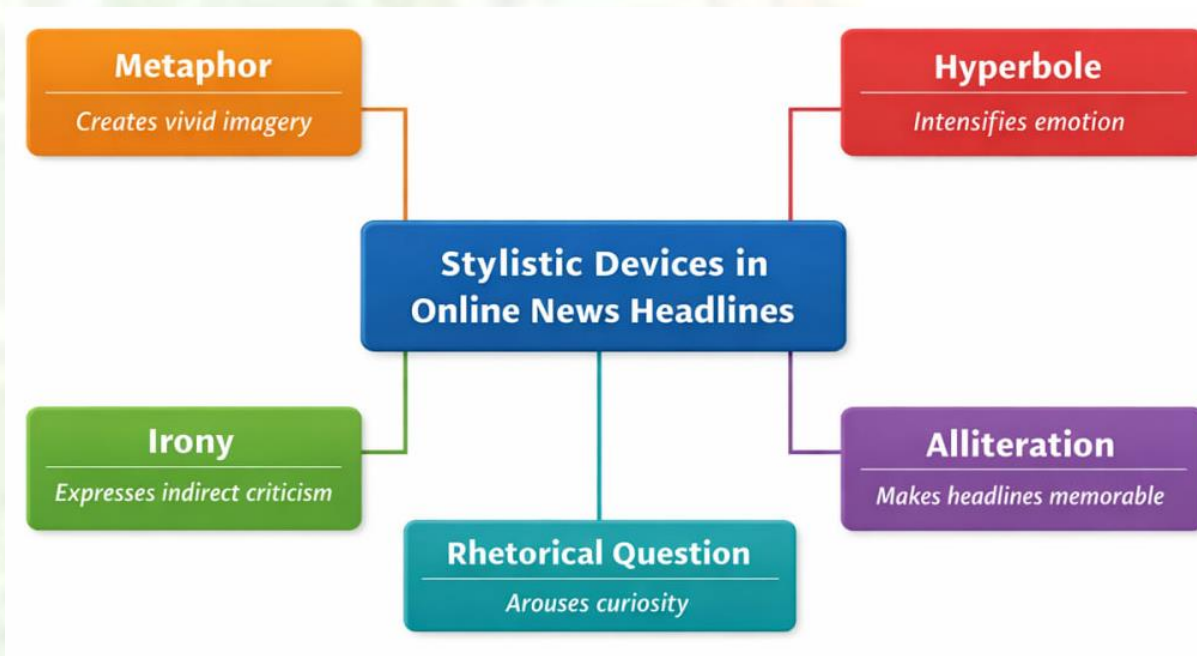 Metaphor
Creates vivid imagery
Hyperbole
Intensifies emotion
Stylistic Devices in
Online News Headlines
Irony
Expresses indirect criticism
Alliteration
Makes headlines memorable
Rhetorical Question
Arouses curiosity